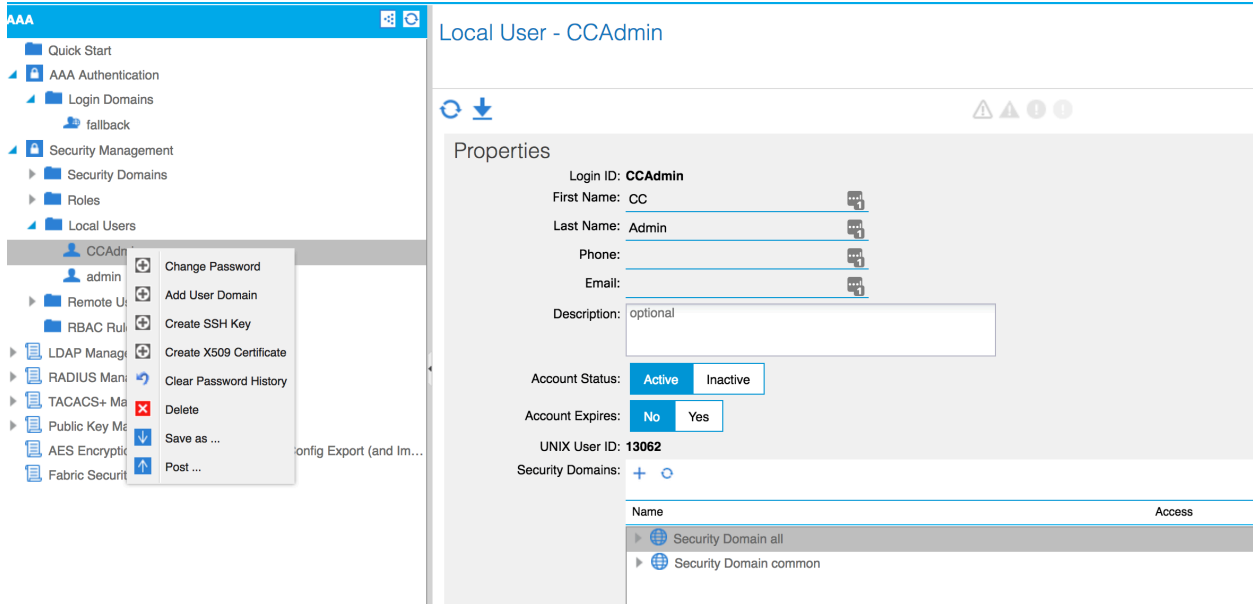 AAA
Quick Start
AAA Authentication
Login Domains
fallback
Security Management
Security Domains
Roles
Local Users
CCAdm
admin
Remote U
RBAC Rul
LDAP Manag
RADIUS Man
TACACS+ Ma
Public Key Ma
AES Encryptic onfig Export (and Im...
Fabric Securit
Change Password
Add User Domain
Create SSH Key
Create X509 Certificate
Clear Password History
Delete
Save as ...
Post ...
Local User - CCAdmin
Properties
Login ID: CCAdmin
First Name: CC
Last Name: Admin
Phone:
Email:
Description: optional
Account Status: Active Inactive
Account Expires: No Yes
UNIX User ID: 13062
Security Domains:
Name Access
Security Domain all
Security Domain common